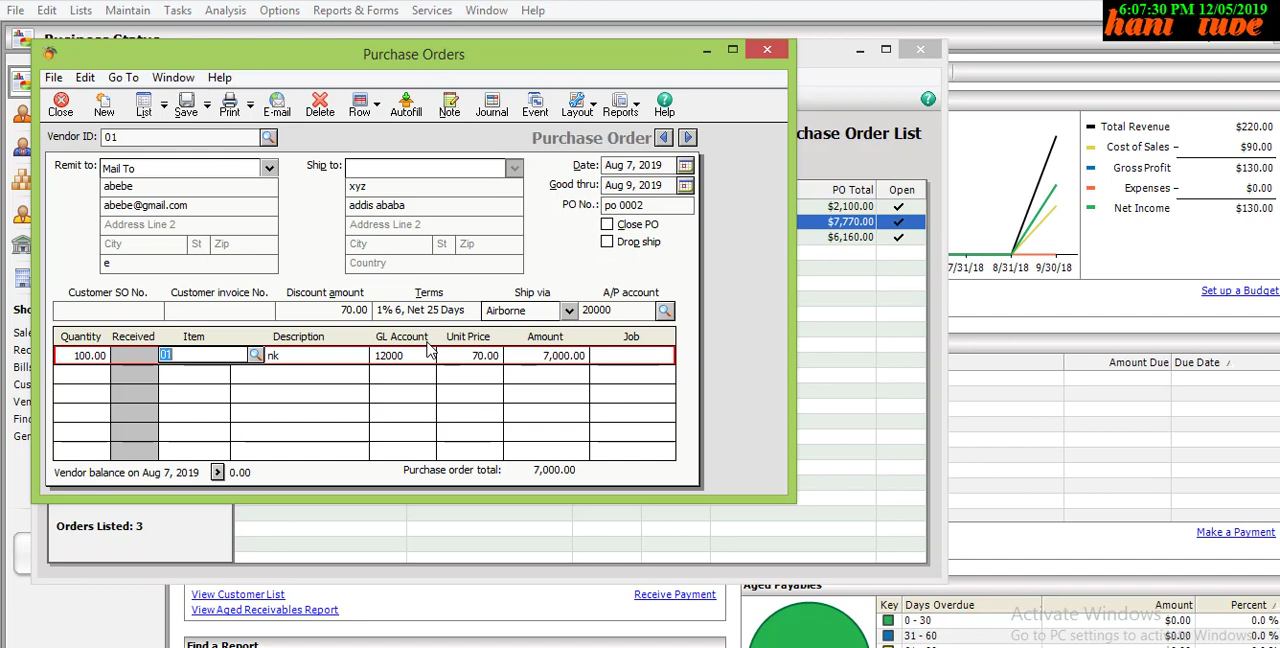 File Edit Lists Maintain Tasks Analysis Options Reports & Forms Services Window Help
6:07:30 PM 12/05/2019
hani tube
Purchase Orders
File Edit Go To Window Help
Close New List Save Print E-mail Delete Row Autofill Note Journal Event Layout Reports Help
Vendor ID: 01
Purchase Order
Remit to: Mail To
Ship to:
Date: Aug 7, 2019
abebe
xyz
Good thru: Aug 9, 2019
abebe@gmail.com
addis ababa
PO No.: po 0002
Address Line 2
Address Line 2
Close PO
City St Zip
City St Zip
Drop ship
e
Country
Customer SO No. Customer invoice No. Discount amount Terms Ship via A/P account
70.00 1% 6, Net 25 Days Airborne 20000
Quantity Received Item Description GL Account Unit Price Amount Job
100.00 01 nk 12000 70.00 7,000.00
Vendor balance on Aug 7, 2019 0.00
Purchase order total: 7,000.00
chase Order List
PO Total Open
$2,100.00
$7,770.00
$6,160.00
Orders Listed: 3
Total Revenue $220.00
Cost of Sales $90.00
Gross Profit $130.00
Expenses $0.00
Net Income $130.00
7/31/18 8/31/18 9/30/18
Set up a Budget
Amount Due Due Date
Make a Payment
View Customer List
Receive Payment
View Aged Receivables Report
Find a Report
Aged Payables
Key Days Overdue Amount Percent
0 - 30 $0.00 0.0 %
31 - 60 $0.00 0.0 %
Activate Windows
Go to PC settings to activate Windows.